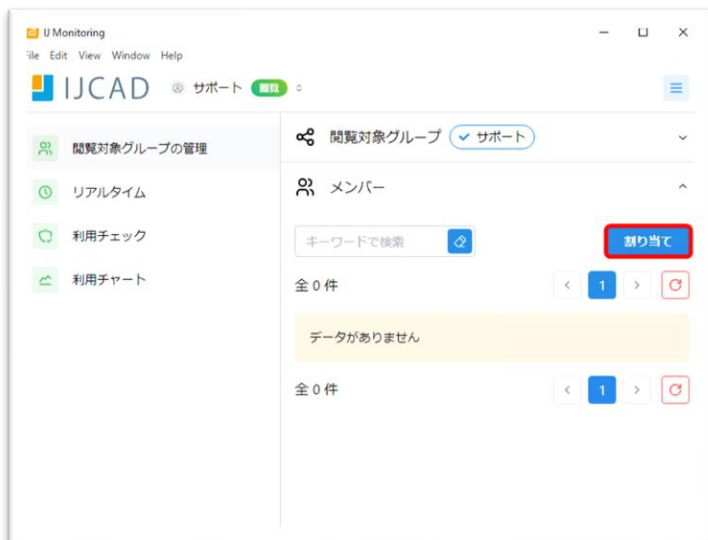 IJ Monitoring
File Edit View Window Help
IJCAD サポート 閲覧
閲覧対象グループの管理
リアルタイム
利用チェック
利用チャート
閲覧対象グループ サポート
メンバー
キーワードで検索
割り当て
全 0 件
1
データがありません
全 0 件
1